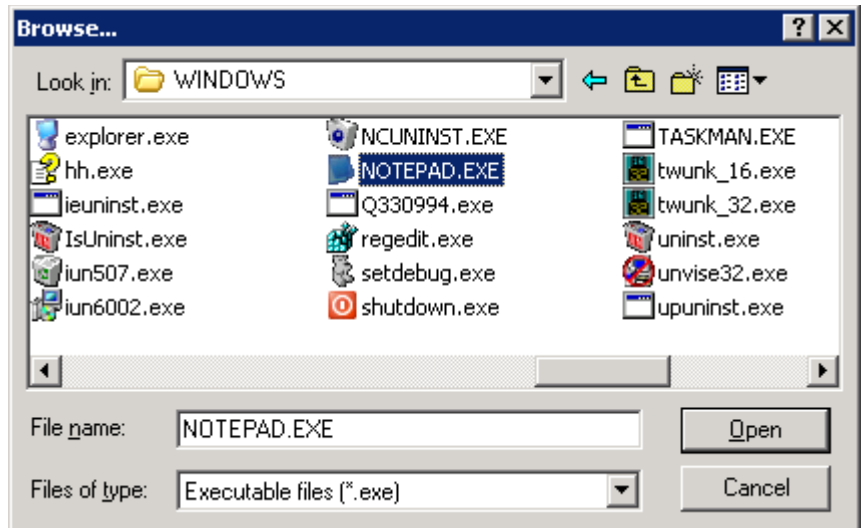 Browse...
Look in: WINDOWS
explorer.exe NCUNINST.EXE TASKMAN.EXE
hh.exe NOTEPAD.EXE twunk_16.exe
ieuninst.exe Q330994.exe twunk_32.exe
IsUninst.exe regedit.exe uninst.exe
iun507.exe setdebug.exe unvise32.exe
iun6002.exe shutdown.exe upuninst.exe
File name: NOTEPAD.EXE Open
Files of type: Executable files (*.exe) Cancel